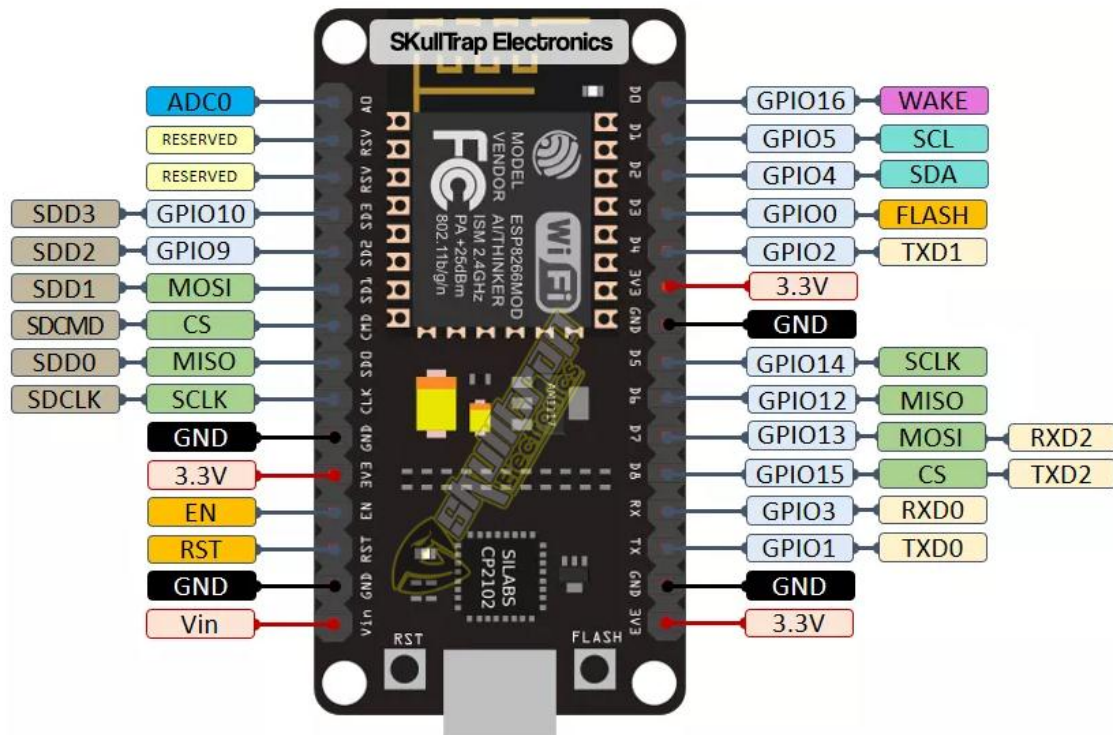 SKullTrap Electronics
ADC0 A0
RESERVED RSV
RESERVED RSV
SDD3 GPIO10 SD3
SDD2 GPIO9 SD2
SDD1 MOSI SD1
SDCMD CS CMD
SDD0 MISO SD0
SDCLK SCLK CLK
GND GND
3.3V 3V3
EN EN
RST RST
GND GND
Vin Vin
D0 GPIO16 WAKE
D1 GPIO5 SCL
D2 GPIO4 SDA
D3 GPIO0 FLASH
D4 GPIO2 TXD1
3V3 3.3V
GND GND
D5 GPIO14 SCLK
D6 GPIO12 MISO
D7 GPIO13 MOSI RXD2
D8 GPIO15 CS TXD2
RX GPIO3 RXD0
TX GPIO1 TXD0
GND GND
3V3 3.3V
MODEL ESP8266MOD
VENDOR AI/THINKER
ISM 2.4GHz
PA +25dBm
802.11b/g/n
FC
Wi Fi
Skulltrap
Electronics
SILABS
CP2102
RST
FLASH